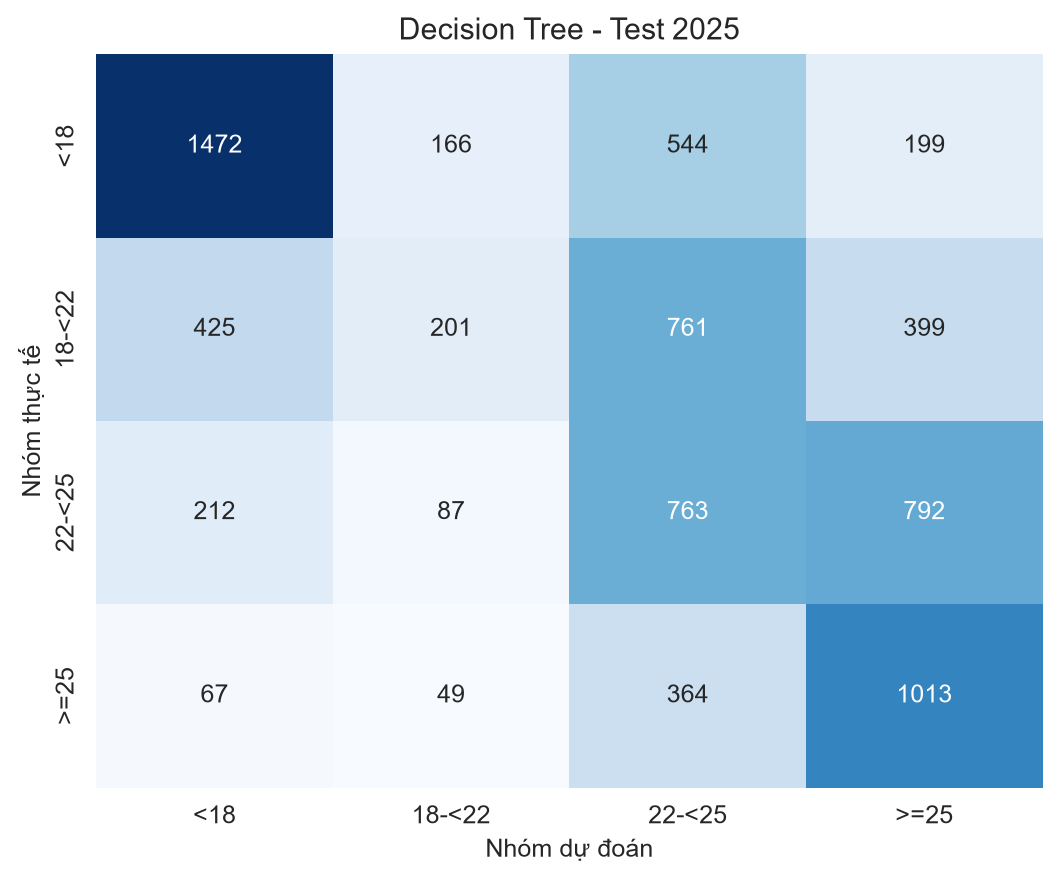 Decision Tree - Test 2025
Nhóm thực tế
<18
1472 166 544 199
18-<22
425 201 761 399
22-<25
212 87 763 792
>=25
67 49 364 1013
<18 18-<22 22-<25 >=25
Nhóm dự đoán